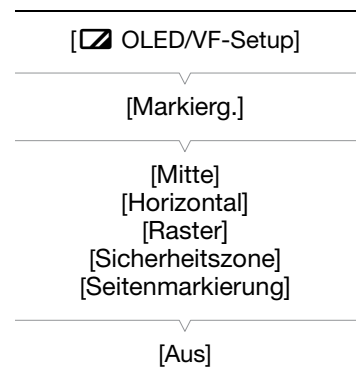 [ OLED/VF-Setup]
[Markierg.]
[Mitte]
[Horizontal]
[Raster]
[Sicherheitszone]
[Seitenmarkierung]
[Aus]